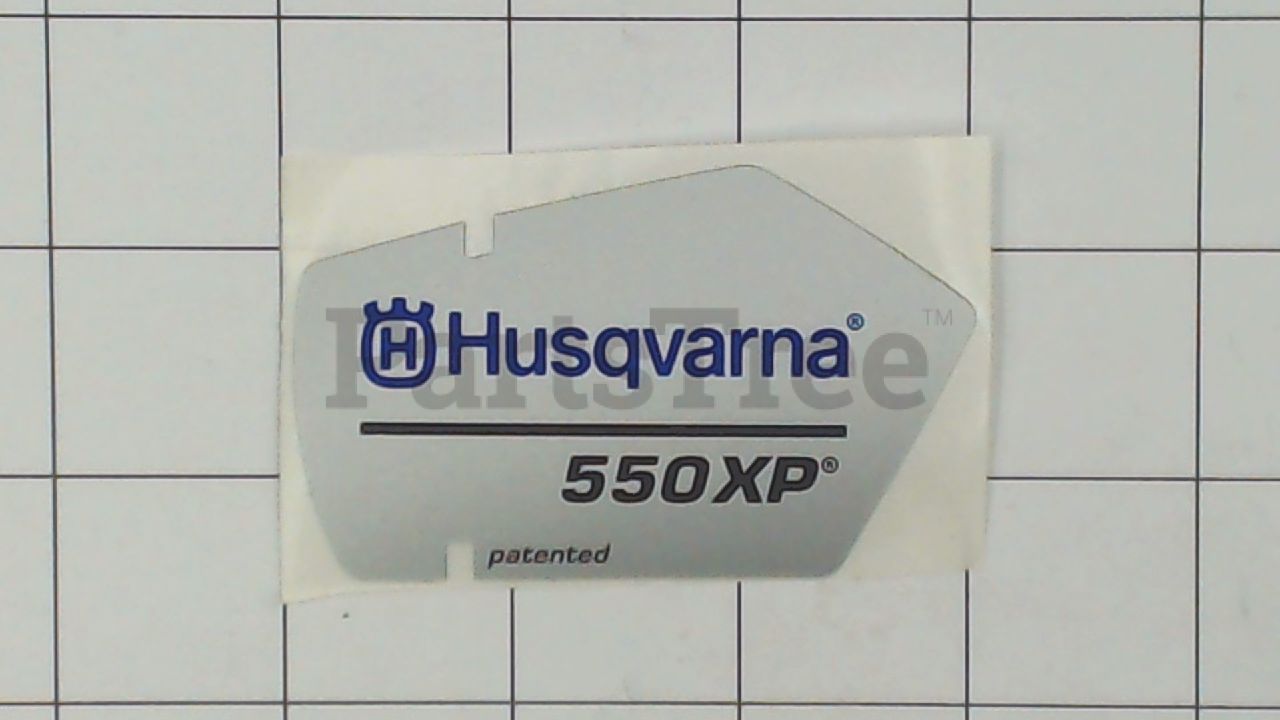 Husqvarna®
PartsTree™
550XP®
patented